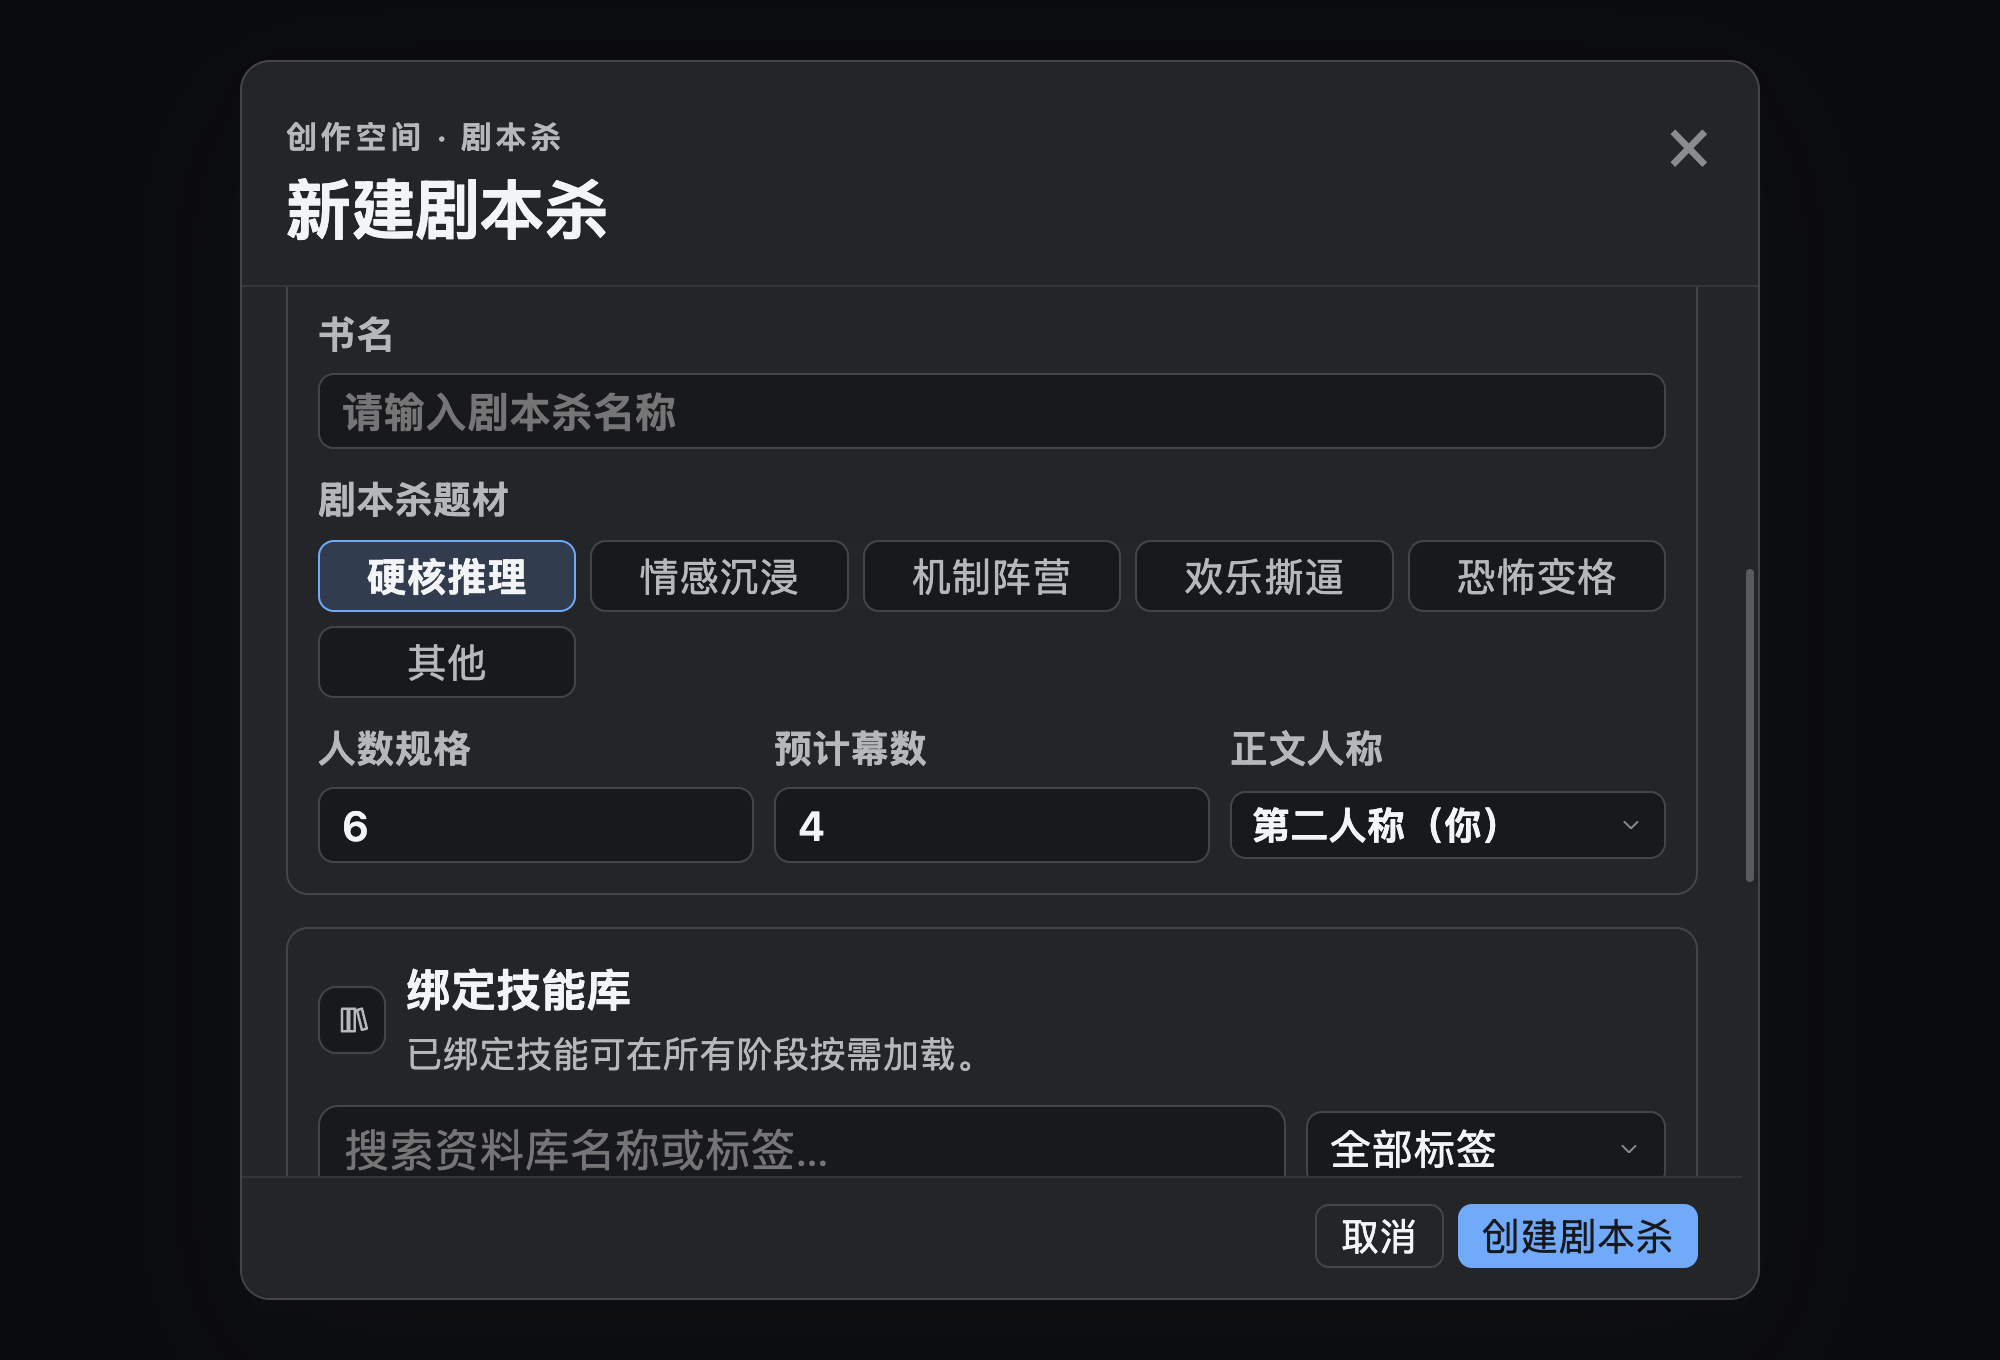 创作空间 · 剧本杀
新建剧本杀
书名
请输入剧本杀名称
剧本杀题材
硬核推理 情感沉浸 机制阵营 欢乐撕逼 恐怖变格
其他
人数规格 预计幕数 正文人称
6 4 第二人称（你）
绑定技能库
已绑定技能可在所有阶段按需加载。
搜索资料库名称或标签... 全部标签
取消 创建剧本杀